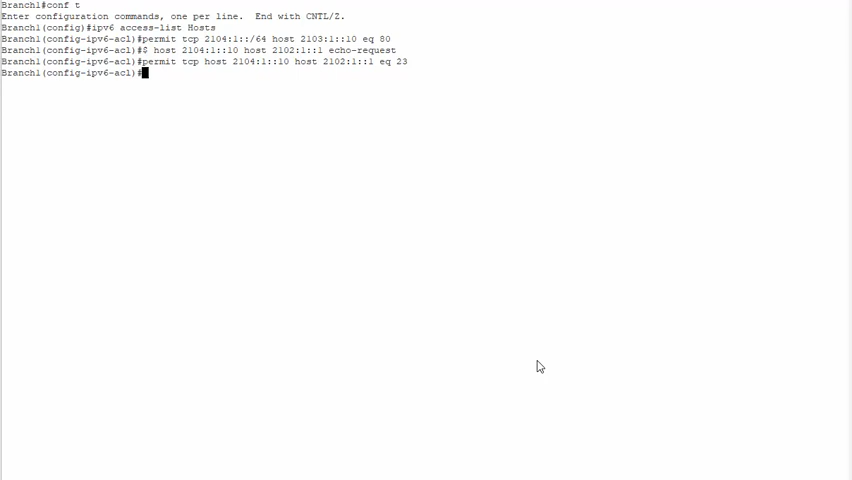 Branch1#conf t
Enter configuration commands, one per line.  End with CNTL/Z.
Branch1(config)#ipv6 access-list Hosts
Branch1(config-ipv6-acl)#permit tcp 2104:1::/64 host 2103:1::10 eq 80
Branch1(config-ipv6-acl)#$ host 2104:1::10 host 2102:1::1 echo-request
Branch1(config-ipv6-acl)#permit tcp host 2104:1::10 host 2102:1::1 eq 23
Branch1(config-ipv6-acl)#